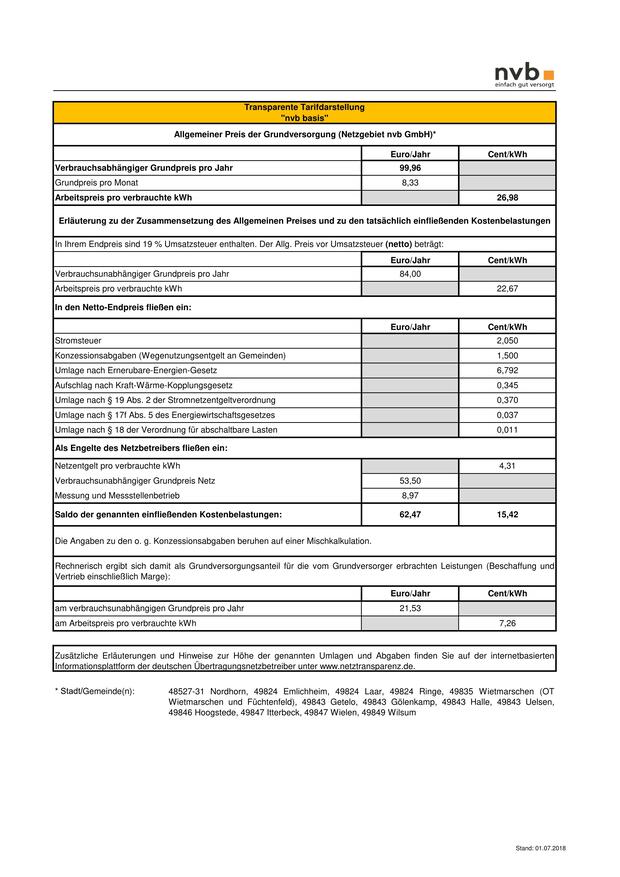 nvb
einfach gut versorgt
Transparente Tarifdarstellung
"nvb basis"
Allgemeiner Preis der Grundversorgung (Netzgebiet nvb GmbH)*
Euro/Jahr Cent/kWh
Verbrauchsabhängiger Grundpreis pro Jahr 99,96
Grundpreis pro Monat 8,33
Arbeitspreis pro verbrauchte kWh 26,98
Erläuterung zu der Zusammensetzung des Allgemeinen Preises und zu den tatsächlich einfließenden Kostenbelastungen
In Ihrem Endpreis sind 19 % Umsatzsteuer enthalten. Der Allg. Preis vor Umsatzsteuer (netto) beträgt:
Euro/Jahr Cent/kWh
Verbrauchsunabhängiger Grundpreis pro Jahr 84,00
Arbeitspreis pro verbrauchte kWh 22,67
In den Netto-Endpreis fließen ein:
Euro/Jahr Cent/kWh
Stromsteuer 2,050
Konzessionsabgaben (Wegenutzungsentgelt an Gemeinden) 1,500
Umlage nach Ernerubare-Energien-Gesetz 6,792
Aufschlag nach Kraft-Wärme-Kopplungsgesetz 0,345
Umlage nach § 19 Abs. 2 der Stromnetzentgeltverordnung 0,370
Umlage nach § 17f Abs. 5 des Energiewirtschaftsgesetzes 0,037
Umlage nach § 18 der Verordnung für abschaltbare Lasten 0,011
Als Engelte des Netzbetreibers fließen ein:
Netzentgelt pro verbrauchte kWh 4,31
Verbrauchsunabhängiger Grundpreis Netz 53,50
Messung und Messstellenbetrieb 8,97
Saldo der genannten einfließenden Kostenbelastungen: 62,47 15,42
Die Angaben zu den o. g. Konzessionsabgaben beruhen auf einer Mischkalkulation.
Rechnerisch ergibt sich damit als Grundversorgungsanteil für die vom Grundversorger erbrachten Leistungen (Beschaffung und
Vertrieb einschließlich Marge):
Euro/Jahr Cent/kWh
am verbrauchsunabhängigen Grundpreis pro Jahr 21,53
am Arbeitspreis pro verbrauchte kWh 7,26
Zusätzliche Erläuterungen und Hinweise zur Höhe der genannten Umlagen und Abgaben finden Sie auf der internetbasierten
Informationsplattform der deutschen Übertragungsnetzbetreiber unter www.netztransparenz.de.
* Stadt/Gemeinde(n): 48527-31 Nordhorn, 49824 Emlichheim, 49824 Laar, 49824 Ringe, 49835 Wietmarschen (OT
Wietmarschen und Füchtenfeld), 49843 Getelo, 49843 Gölenkamp, 49843 Halle, 49843 Uelsen,
49846 Hoogstede, 49847 Itterbeck, 49847 Wielen, 49849 Wilsum
Stand: 01.07.2018